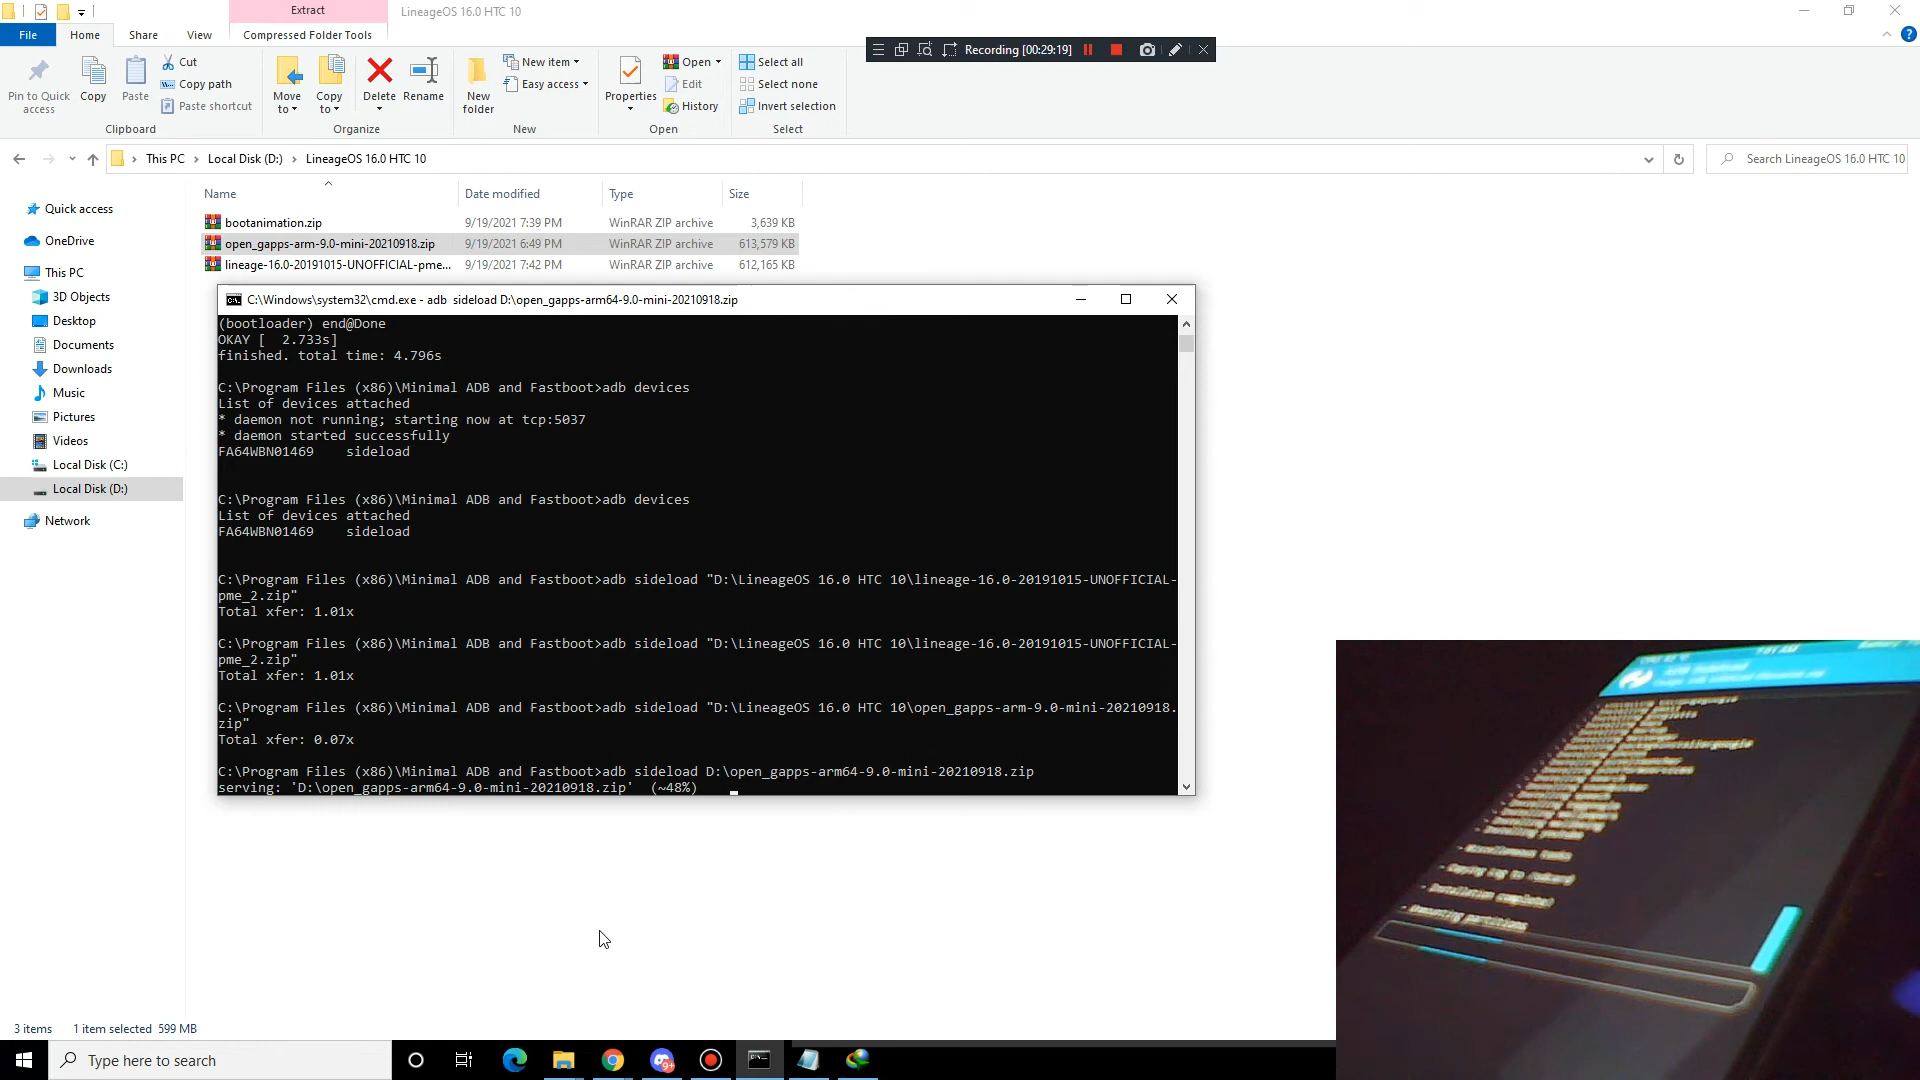 Extract
LineageOS 16.0 HTC 10
File
Home
Share
View
Compressed Folder Tools
Recording [00:29:19]
Pin to Quick access
Copy
Paste
Cut
Copy path
Paste shortcut
Clipboard
Move to
Copy to
Delete
Rename
Organize
New folder
New item
Easy access
New
Properties
Open
Edit
History
Open
Select all
Select none
Invert selection
Select
This PC
Local Disk (D:)
LineageOS 16.0 HTC 10
Search LineageOS 16.0 HTC 10
Name
Date modified
Type
Size
bootanimation.zip 9/19/2021 7:39 PM WinRAR ZIP archive 3,639 KB
open_gapps-arm-9.0-mini-20210918.zip 9/19/2021 6:49 PM WinRAR ZIP archive 613,579 KB
lineage-16.0-20191015-UNOFFICIAL-pme... 9/19/2021 7:42 PM WinRAR ZIP archive 612,165 KB
Quick access
OneDrive
This PC
3D Objects
Desktop
Documents
Downloads
Music
Pictures
Videos
Local Disk (C:)
Local Disk (D:)
Network
C:\Windows\system32\cmd.exe - adb  sideload D:\open_gapps-arm64-9.0-mini-20210918.zip
(bootloader) end@Done
OKAY [  2.733s]
finished. total time: 4.796s
C:\Program Files (x86)\Minimal ADB and Fastboot>adb devices
List of devices attached
* daemon not running; starting now at tcp:5037
* daemon started successfully
FA64WBN01469    sideload
C:\Program Files (x86)\Minimal ADB and Fastboot>adb devices
List of devices attached
FA64WBN01469    sideload
C:\Program Files (x86)\Minimal ADB and Fastboot>adb sideload "D:\LineageOS 16.0 HTC 10\lineage-16.0-20191015-UNOFFICIAL-
pme_2.zip"
Total xfer: 1.01x
C:\Program Files (x86)\Minimal ADB and Fastboot>adb sideload "D:\LineageOS 16.0 HTC 10\lineage-16.0-20191015-UNOFFICIAL-
pme_2.zip"
Total xfer: 1.01x
C:\Program Files (x86)\Minimal ADB and Fastboot>adb sideload "D:\LineageOS 16.0 HTC 10\open_gapps-arm-9.0-mini-20210918.
zip"
Total xfer: 0.07x
C:\Program Files (x86)\Minimal ADB and Fastboot>adb sideload D:\open_gapps-arm64-9.0-mini-20210918.zip
serving: 'D:\open_gapps-arm64-9.0-mini-20210918.zip'  (~48%)
3 items
1 item selected  599 MB
Type here to search
9+